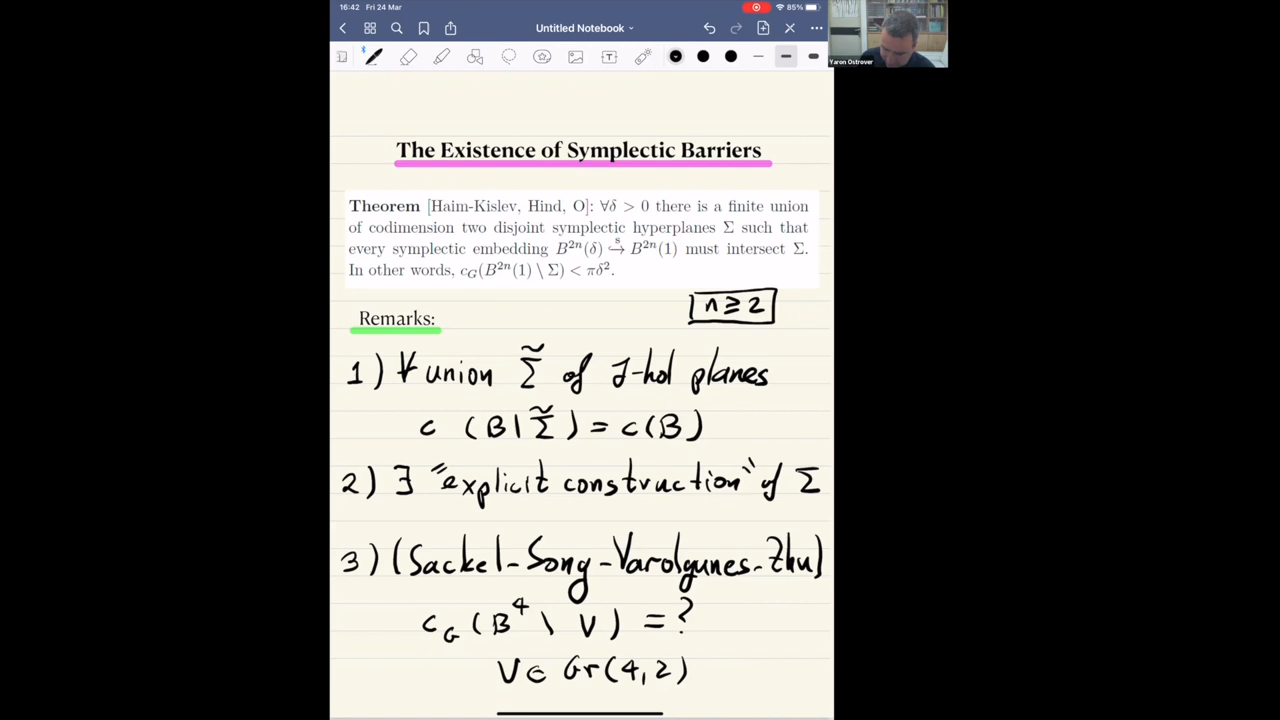 16:42 Fri 24 Mar
85%
Untitled Notebook
Yaron Ostrover
The Existence of Symplectic Barriers
Theorem [Haim-Kislev, Hind, O]: ∀δ > 0 there is a finite union
of codimension two disjoint symplectic hyperplanes Σ such that
every symplectic embedding B²ⁿ(δ) ↪ˢ B²ⁿ(1) must intersect Σ.
In other words, c_G(B²ⁿ(1) \ Σ) < πδ².
n ≥ 2
Remarks:
1) ∀ union Σ̃ of J-hol planes
c (B \ Σ̃) = c(B)
2) ∃ "explicit construction" of Σ
3) (Sackel-Song-Varolgunes-Zhu)
c_G (B⁴ \ V) = ?
V ∈ Gr(4,2)